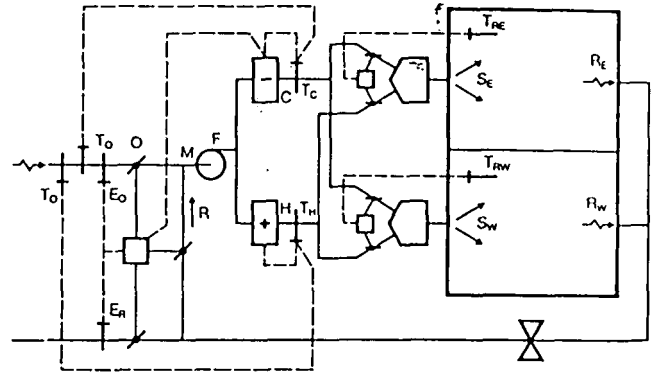 T_RE
S_E
R_E
C T_C
T_O O M F
T_O E_O
R
+ H T_H
T_RW
S_W
R_W
E_R